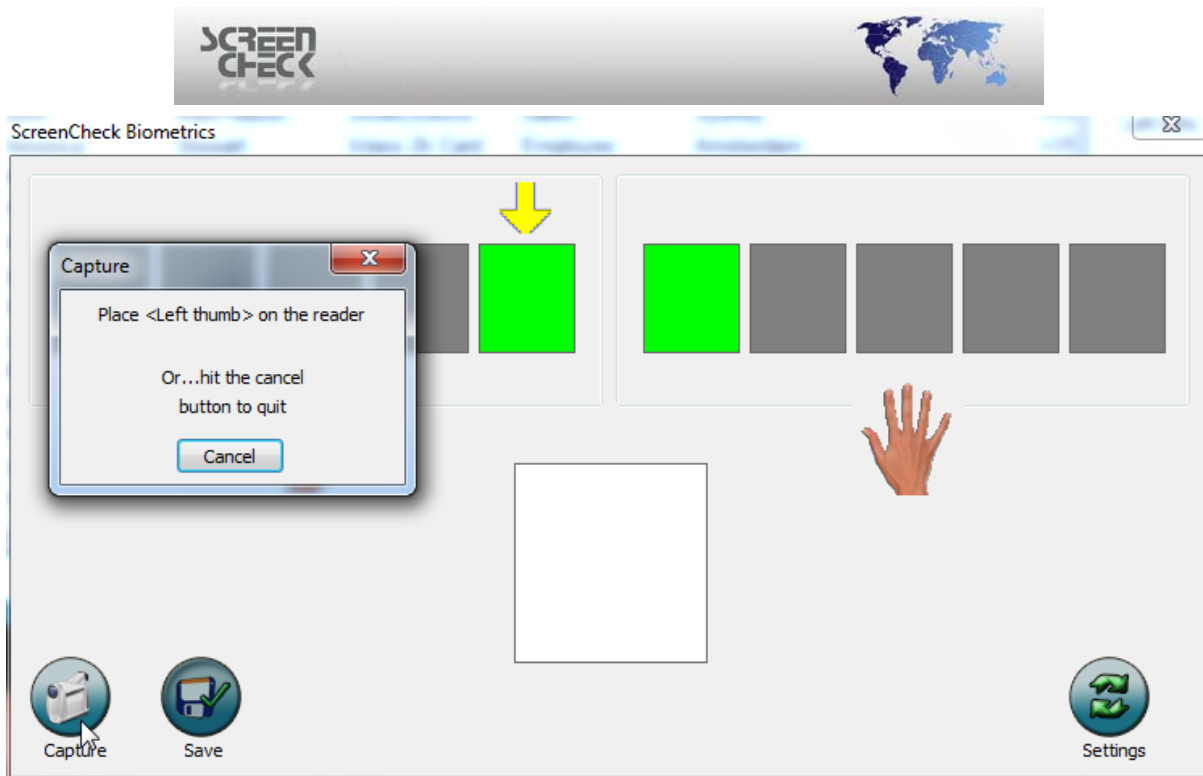 SCREEN
CHECK
ScreenCheck Biometrics
Capture
Place <Left thumb> on the reader
Or...hit the cancel
button to quit
Cancel
Capture
Save
Settings